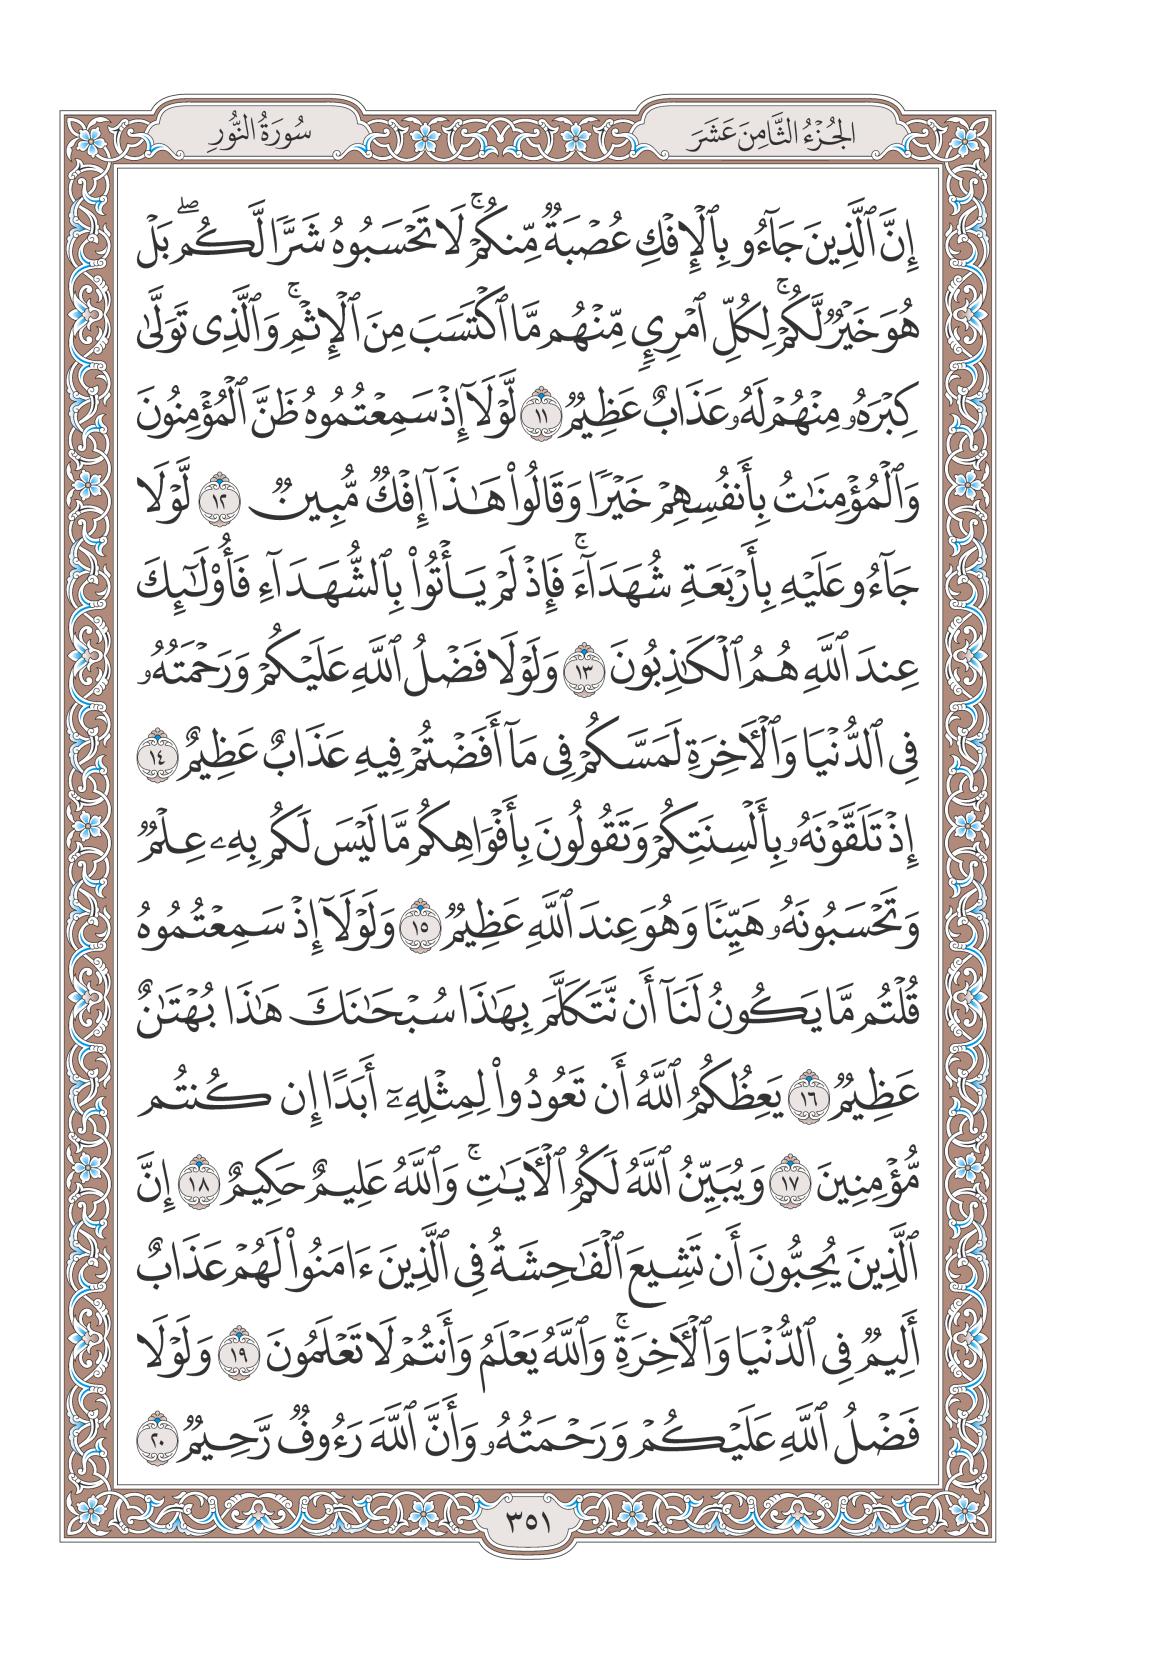 الجُزْءُ الثَّامِنَ عَشَرَ
سُورَةُ النُّورِ
إِنَّ ٱلَّذِينَ جَآءُو بِٱلْإِفْكِ عُصْبَةٌ مِّنكُمْ ۚ لَا تَحْسَبُوهُ شَرًّا لَّكُم ۖ بَلْ
هُوَ خَيْرٌ لَّكُمْ ۚ لِكُلِّ ٱمْرِئٍ مِّنْهُم مَّا ٱكْتَسَبَ مِنَ ٱلْإِثْمِ ۚ وَٱلَّذِى تَوَلَّىٰ
كِبْرَهُۥ مِنْهُمْ لَهُۥ عَذَابٌ عَظِيمٌ ١١ لَّوْلَآ إِذْ سَمِعْتُمُوهُ ظَنَّ ٱلْمُؤْمِنُونَ
وَٱلْمُؤْمِنَٰتُ بِأَنفُسِهِمْ خَيْرًا وَقَالُوا۟ هَٰذَآ إِفْكٌ مُّبِينٌ ١٢ لَّوْلَا
جَآءُو عَلَيْهِ بِأَرْبَعَةِ شُهَدَآءَ ۚ فَإِذْ لَمْ يَأْتُوا۟ بِٱلشُّهَدَآءِ فَأُو۟لَٰٓئِكَ
عِندَ ٱللَّهِ هُمُ ٱلْكَٰذِبُونَ ١٣ وَلَوْلَا فَضْلُ ٱللَّهِ عَلَيْكُمْ وَرَحْمَتُهُۥ
فِى ٱلدُّنْيَا وَٱلْـَٔاخِرَةِ لَمَسَّكُمْ فِى مَآ أَفَضْتُمْ فِيهِ عَذَابٌ عَظِيمٌ ١٤
إِذْ تَلَقَّوْنَهُۥ بِأَلْسِنَتِكُمْ وَتَقُولُونَ بِأَفْوَاهِكُم مَّا لَيْسَ لَكُم بِهِۦ عِلْمٌ
وَتَحْسَبُونَهُۥ هَيِّنًا وَهُوَ عِندَ ٱللَّهِ عَظِيمٌ ١٥ وَلَوْلَآ إِذْ سَمِعْتُمُوهُ
قُلْتُم مَّا يَكُونُ لَنَآ أَن نَّتَكَلَّمَ بِهَٰذَا سُبْحَٰنَكَ هَٰذَا بُهْتَٰنٌ
عَظِيمٌ ١٦ يَعِظُكُمُ ٱللَّهُ أَن تَعُودُوا۟ لِمِثْلِهِۦٓ أَبَدًا إِن كُنتُم
مُّؤْمِنِينَ ١٧ وَيُبَيِّنُ ٱللَّهُ لَكُمُ ٱلْـَٔايَٰتِ ۚ وَٱللَّهُ عَلِيمٌ حَكِيمٌ ١٨ إِنَّ
ٱلَّذِينَ يُحِبُّونَ أَن تَشِيعَ ٱلْفَٰحِشَةُ فِى ٱلَّذِينَ ءَامَنُوا۟ لَهُمْ عَذَابٌ
أَلِيمٌ فِى ٱلدُّنْيَا وَٱلْـَٔاخِرَةِ ۚ وَٱللَّهُ يَعْلَمُ وَأَنتُمْ لَا تَعْلَمُونَ ١٩ وَلَوْلَا
فَضْلُ ٱللَّهِ عَلَيْكُمْ وَرَحْمَتُهُۥ وَأَنَّ ٱللَّهَ رَءُوفٌ رَّحِيمٌ ٢٠
٣٥١